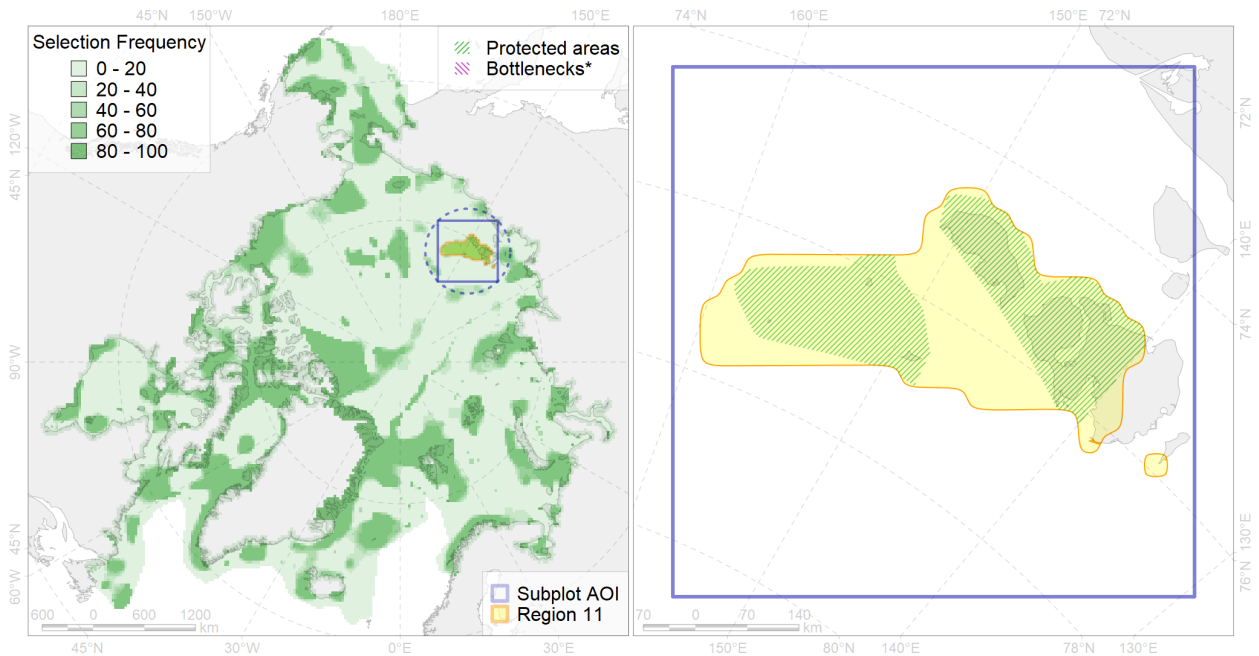 45°N 150°W 180°E 150°E
74°N 160°E 150°E 72°N
Selection Frequency
0 - 20
20 - 40
40 - 60
60 - 80
80 - 100
Protected areas
Bottlenecks*
120°W
45°N
90°W
45°N
60°W
72°N
140°E
74°N
130°E
76°N
Subplot AOI
Region 11
600 0 600 1200
km
70 0 70 140
km
45°N 30°W 0°E 30°E
150°E 80°N 140°E 78°N 130°E